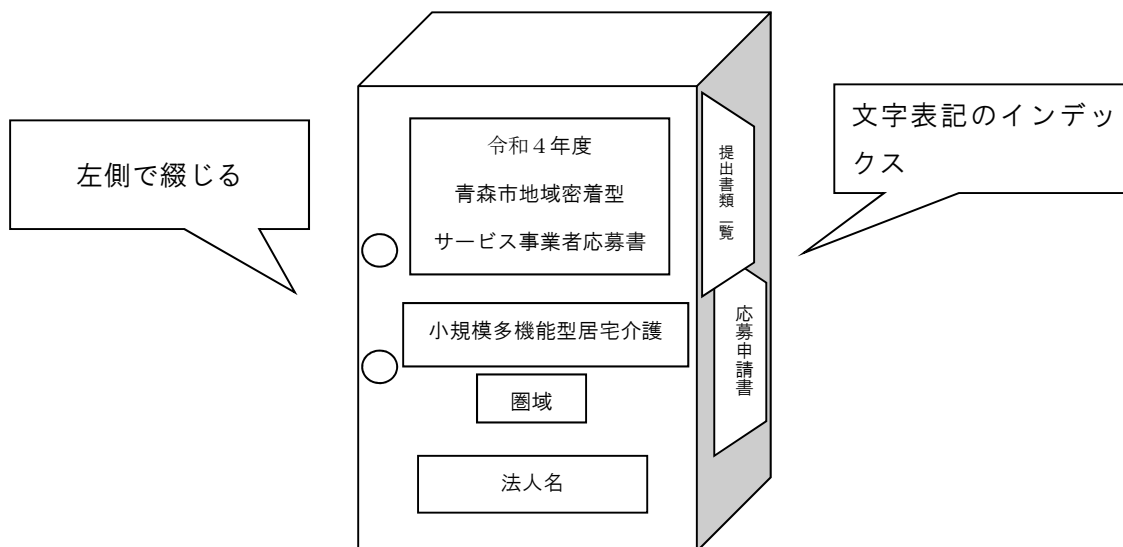 左側で綴じる
令和４年度
青森市地域密着型
サービス事業者応募書
小規模多機能型居宅介護
圏域
法人名
提出書類一覧
応募申請書
文字表記のインデッ
クス